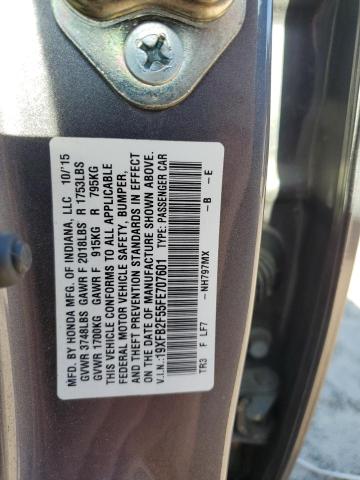 MFD. BY HONDA MFG. OF INDIANA, LLC 10/15
GVWR 3748LBS GAWR F 2018LBS R 1753LBS
GVWR 1700KG GAWR F 915KG R 795KG
THIS VEHICLE CONFORMS TO ALL APPLICABLE
FEDERAL MOTOR VEHICLE SAFETY, BUMPER,
AND THEFT PREVENTION STANDARDS IN EFFECT
ON THE DATE OF MANUFACTURE SHOWN ABOVE.
V.I.N.: 19XFB2F55FE707601 TYPE: PASSENGER CAR
TR3 F LF7 -NH797MX -B -E